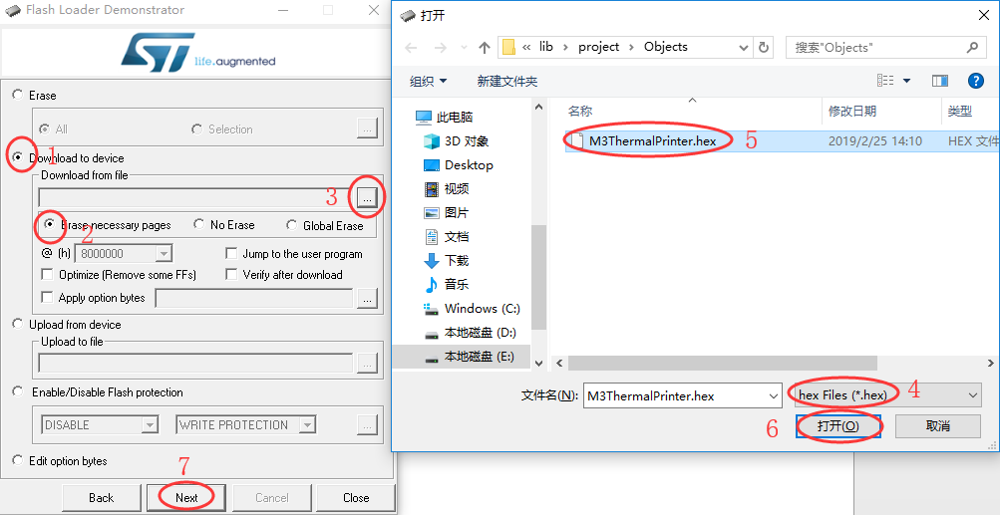 Flash Loader Demonstrator
ST life.augmented
Erase
All
Selection
...
1
Download to device
Download from file
3
...
2
Erase necessary pages
No Erase
Global Erase
@ (h)
8000000
Jump to the user program
Optimize (Remove some FFs)
Verify after download
Apply option bytes
...
Upload from device
Upload to file
...
Enable/Disable Flash protection
DISABLE
WRITE PROTECTION
...
Edit option bytes
7
Back
Next
Cancel
Close
打开
« lib › project › Objects
搜索"Objects"
组织
新建文件夹
?
此电脑
3D 对象
Desktop
视频
图片
文档
下载
音乐
Windows (C:)
本地磁盘 (D:)
本地磁盘 (E:)
名称
修改日期
类型
M3ThermalPrinter.hex
5
2019/2/25 14:10
HEX 文件
文件名(N):
M3ThermalPrinter.hex
hex Files (*.hex)
4
6
打开(O)
取消